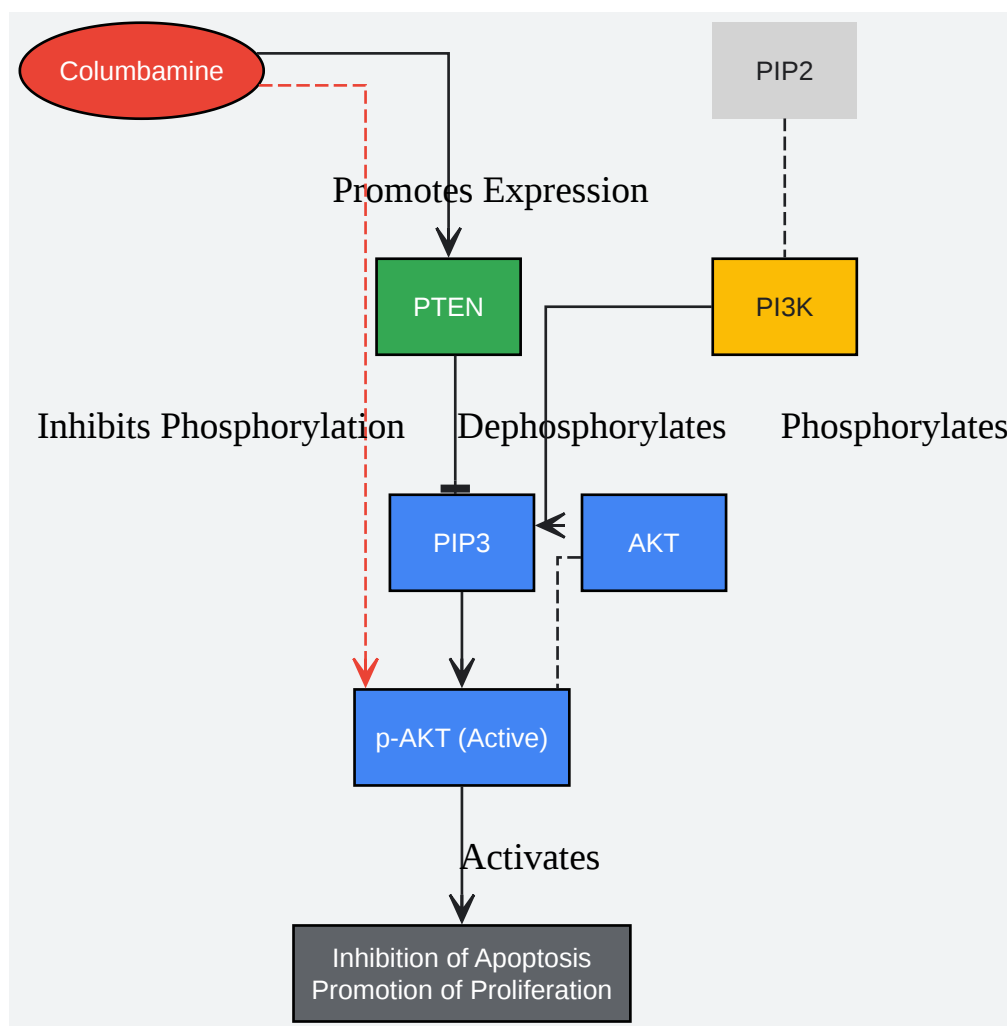 Columbamine
PIP2
Promotes Expression
PTEN
PI3K
Inhibits Phosphorylation
Dephosphorylates
Phosphorylates
PIP3
AKT
p-AKT (Active)
Activates
Inhibition of Apoptosis
Promotion of Proliferation